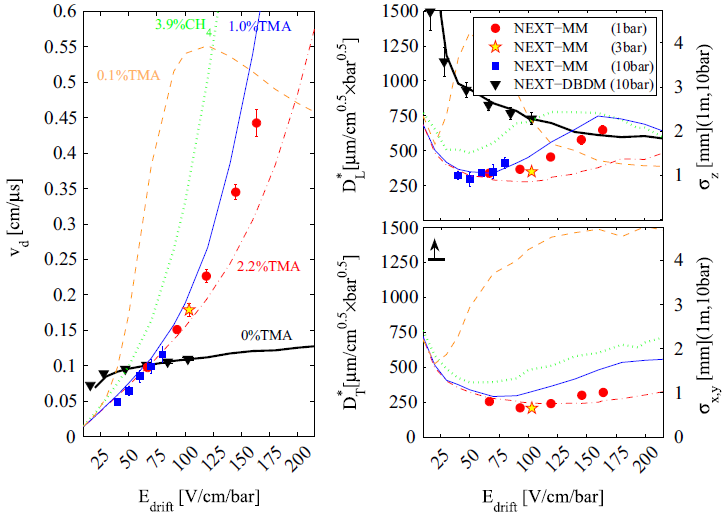 0.6
0.55
0.5
0.45
0.4
0.35
0.3
0.25
0.2
0.15
0.1
0.05
0
v_d [cm/μs]
3.9%CH_4
1.0%TMA
0.1%TMA
2.2%TMA
0%TMA
25 50 75 100 125 150 175 200
E_drift [V/cm/bar]
1500
1250
1000
750
500
250
D_L^*[μm/cm^0.5×bar^0.5]
NEXT−MM (1bar)
NEXT−MM (3bar)
NEXT−MM (10bar)
NEXT−DBDM (10bar)
4
3
2
1
σ_z [mm](1m,10bar)
1500
1250
1000
750
500
250
0
D_T^*[μm/cm^0.5×bar^0.5]
4
3
2
1
0
σ_x,y [mm](1m,10bar)
25 50 75 100 125 150 175 200
E_drift [V/cm/bar]